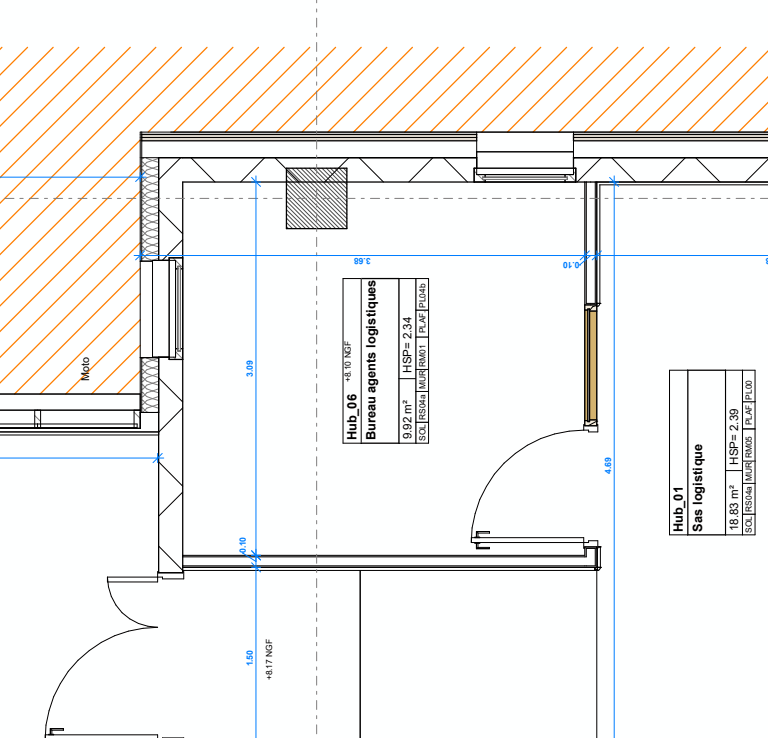 3.68
0.10
Moto
3.09
Hub_06 +8.10 NGF
Bureau agents logistiques
9.92 m² HSP= 2.34
SOL RS04a MUR RM01 PLAF PL04b
4.69
Hub_01
Sas logistique
18.83 m² HSP= 2.39
SOL RS04a MUR RM05 PLAF PL00
0.10
1.50
+8.17 NGF